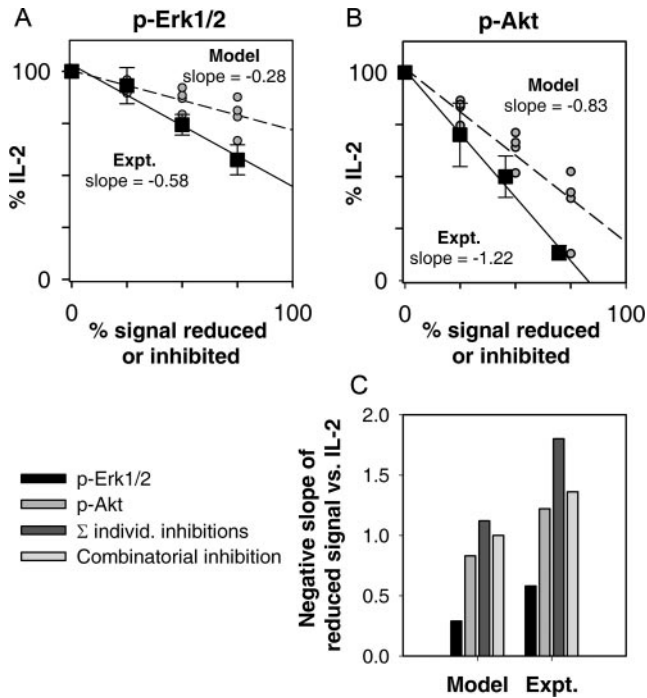 A
p-Erk1/2
% IL-2
100
0
Model
slope = -0.28
Expt.
slope = -0.58
0
100
% signal reduced
or inhibited
B
p-Akt
% IL-2
100
0
Model
slope = -0.83
Expt.
slope = -1.22
0
100
% signal reduced
or inhibited
p-Erk1/2
p-Akt
Σ individ. inhibitions
Combinatorial inhibition
C
Negative slope of
reduced signal vs. IL-2
2.0
1.5
1.0
0.5
0.0
Model Expt.